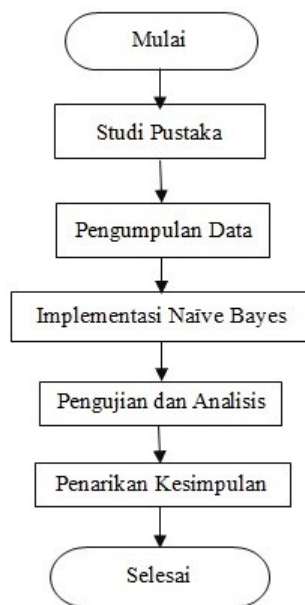 Mulai
Studi Pustaka
Pengumpulan Data
Implementasi Naïve Bayes
Pengujian dan Analisis
Penarikan Kesimpulan
Selesai